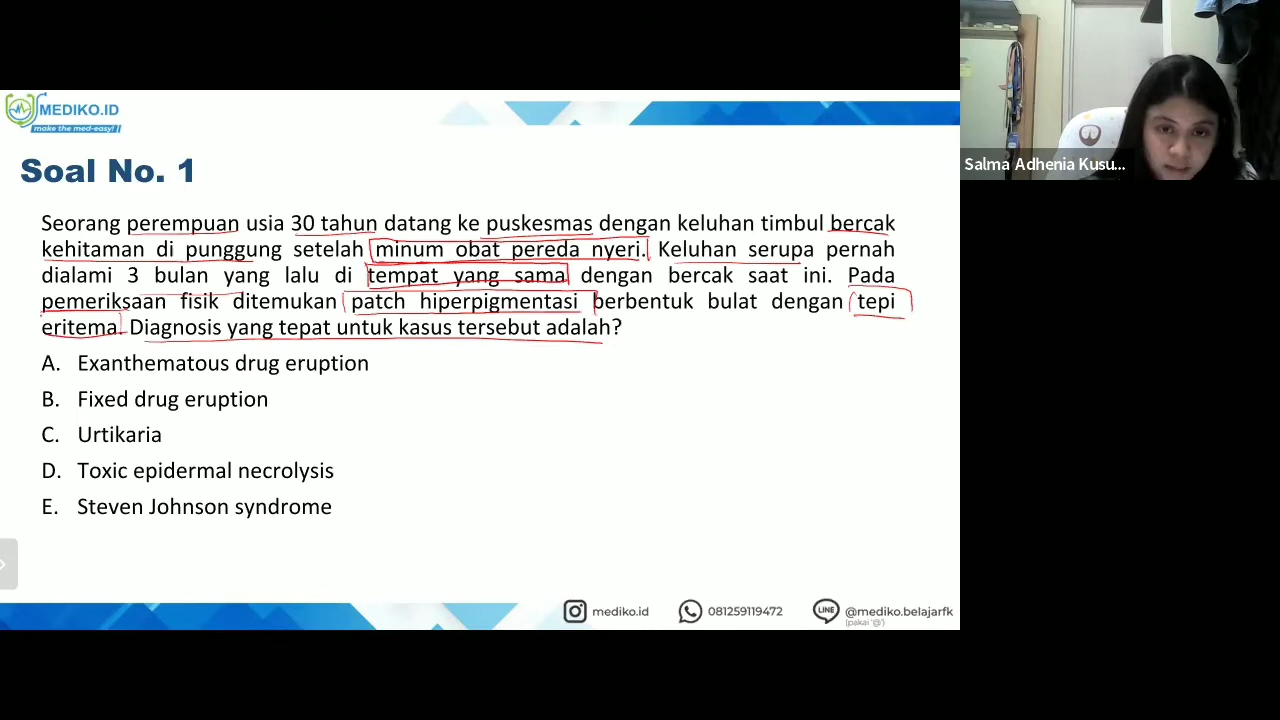 MEDIKO.ID
make the med-easy!
Soal No. 1
Salma Adhenia Kusu...
Seorang perempuan usia 30 tahun datang ke puskesmas dengan keluhan timbul bercak
kehitaman di punggung setelah minum obat pereda nyeri. Keluhan serupa pernah
dialami 3 bulan yang lalu di tempat yang sama dengan bercak saat ini. Pada
pemeriksaan fisik ditemukan patch hiperpigmentasi berbentuk bulat dengan tepi
eritema. Diagnosis yang tepat untuk kasus tersebut adalah?
A. Exanthematous drug eruption
B. Fixed drug eruption
C. Urtikaria
D. Toxic epidermal necrolysis
E. Steven Johnson syndrome
mediko.id
081259119472
LINE
@mediko.belajarfk
(pakai '@')